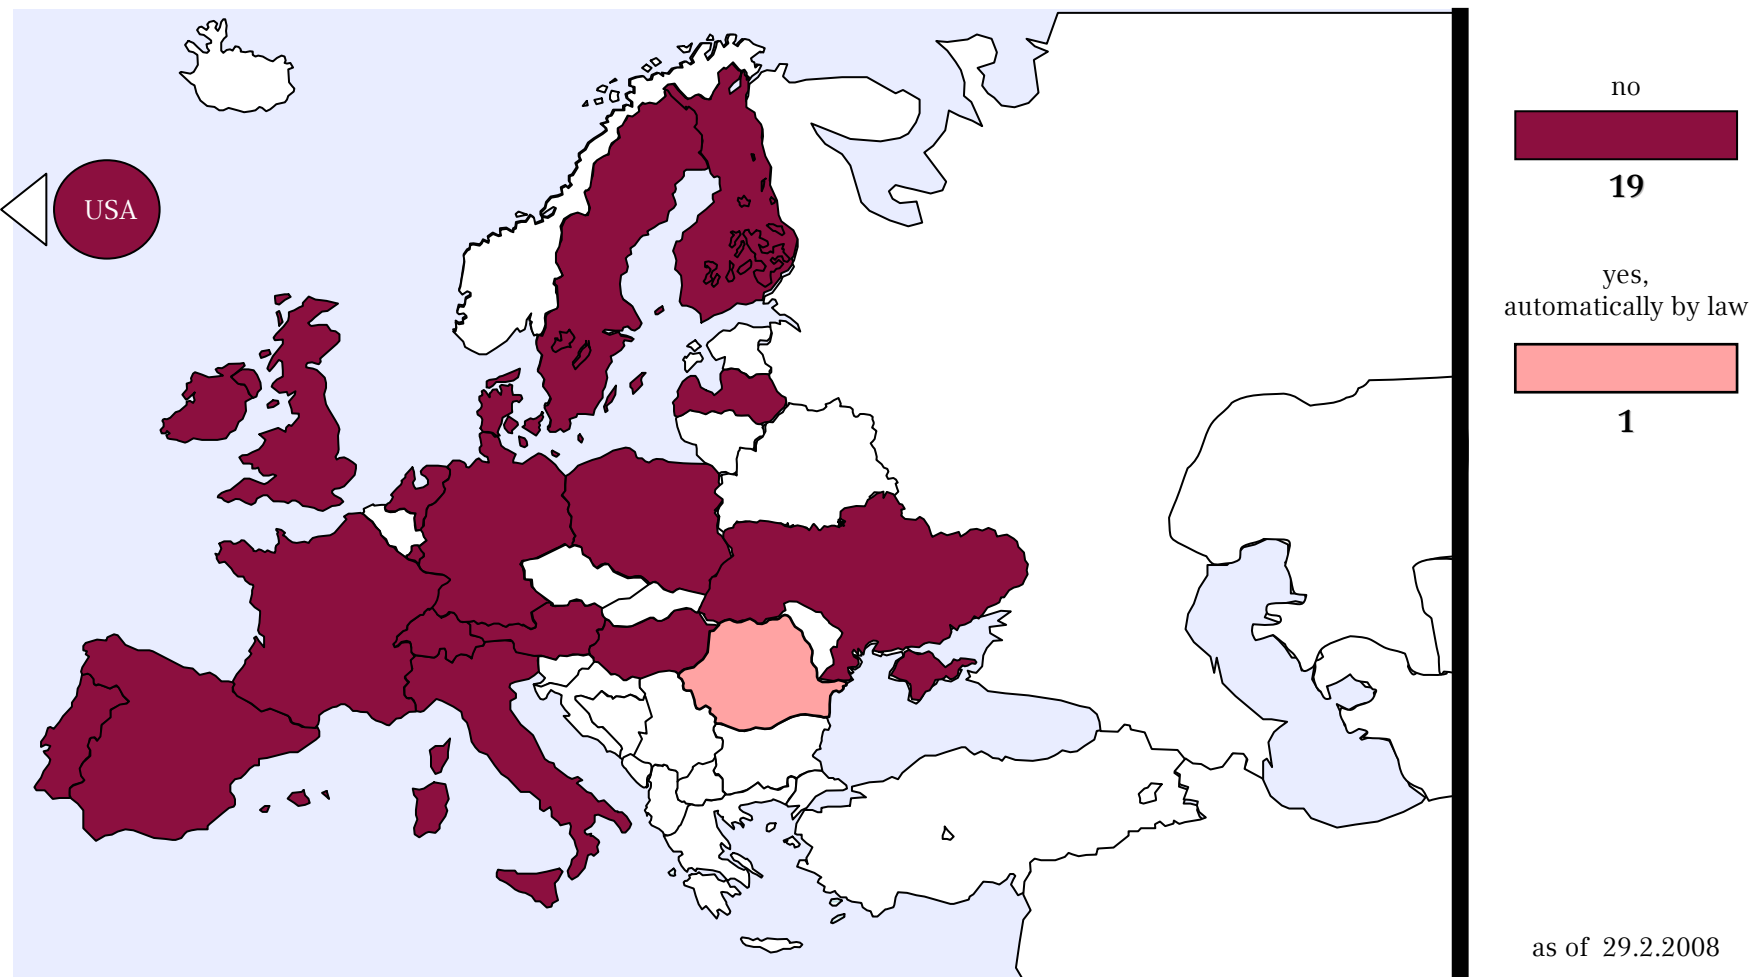 USA
no
19
yes,
automatically by law
1
as of 29.2.2008